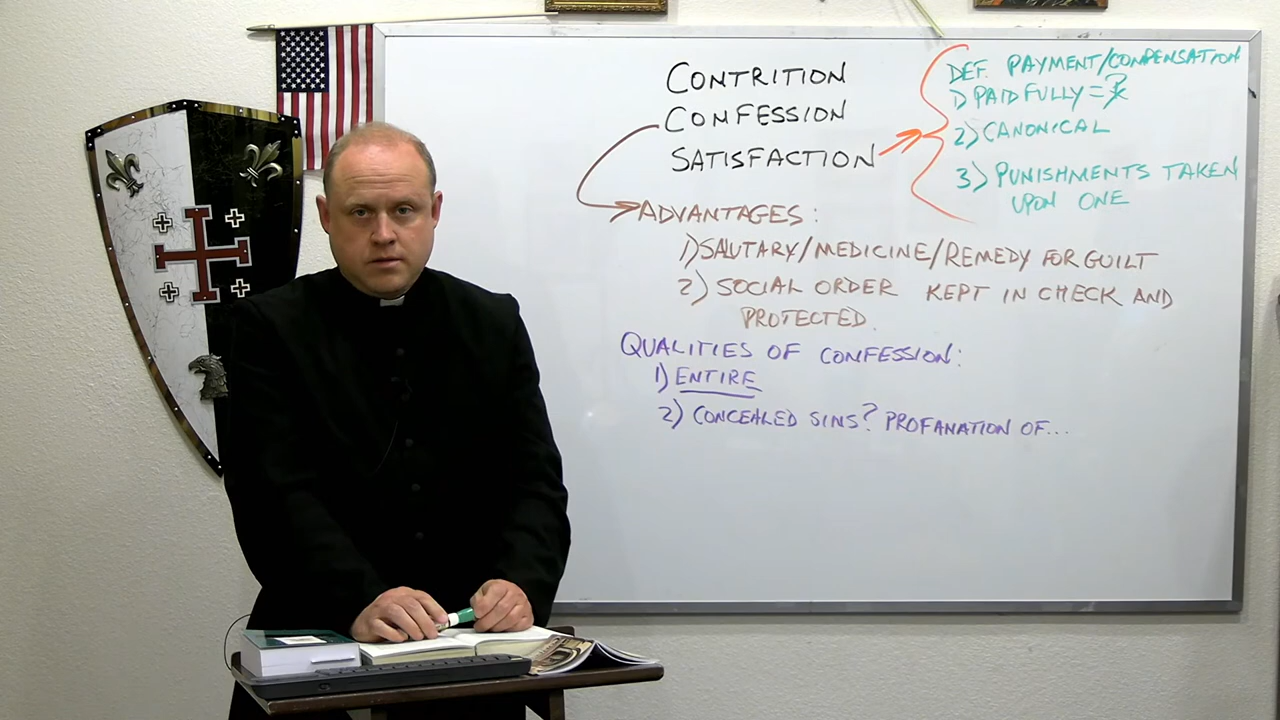 CONTRITION
CONFESSION
SATISFACTION
DEF. PAYMENT/COMPENSATION
1) PAID FULLY = ☧
2) CANONICAL
3) PUNISHMENTS TAKEN
UPON ONE
ADVANTAGES:
1) SALUTARY/MEDICINE/REMEDY FOR GUILT
2) SOCIAL ORDER KEPT IN CHECK AND
PROTECTED.
QUALITIES OF CONFESSION:
1) ENTIRE
2) CONCEALED SINS? PROFANATION OF...